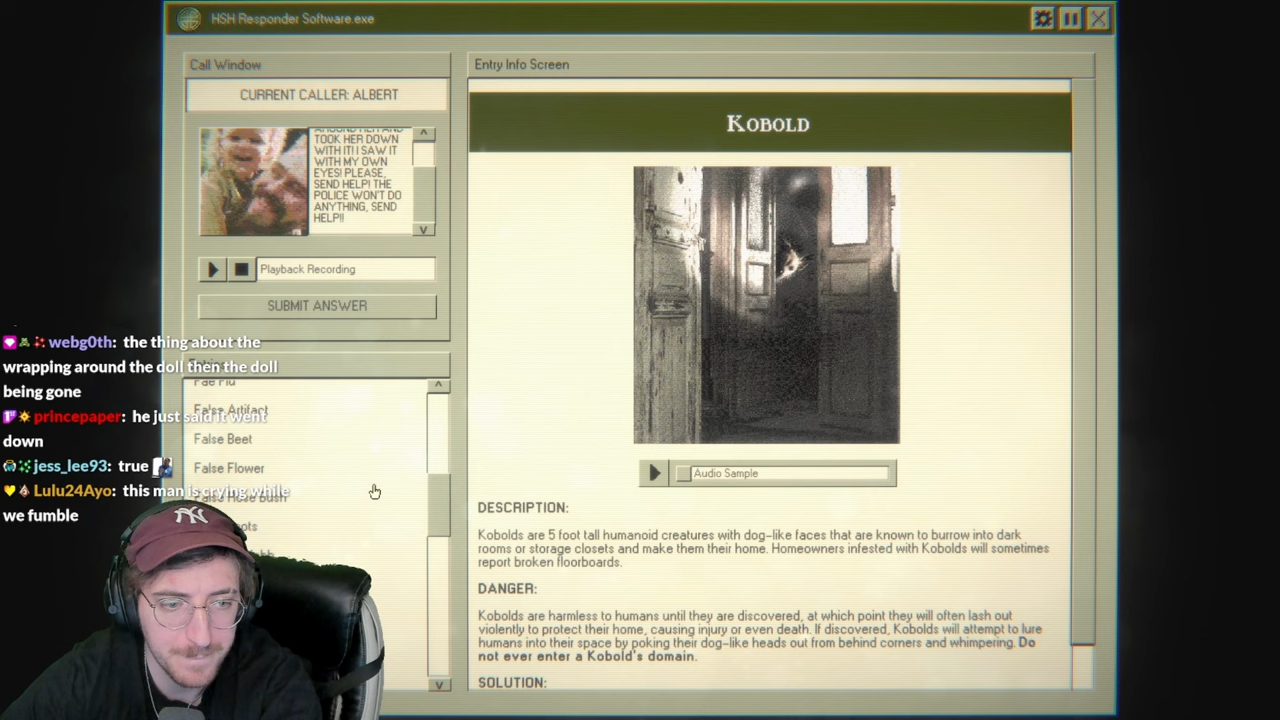 HSH Responder Software.exe
Call Window
CURRENT CALLER: ALBERT
AROUND HER AND
TOOK HER DOWN
WITH IT! I SAW IT
WITH MY OWN
EYES! PLEASE,
SEND HELP! THE
POLICE WON'T DO
ANYTHING, SEND
HELP!!
Playback Recording
SUBMIT ANSWER
Fae Flu
False Artifact
False Beet
False Flower
False Rose Bush
webg0th: the thing about the
wrapping around the doll then the doll
being gone
princepaper: he just said it went
down
jess_lee93: true
Lulu24Ayo: this man is crying while
we fumble
Entry Info Screen
Kobold
Audio Sample
DESCRIPTION:
Kobolds are 5 foot tall humanoid creatures with dog-like faces that are known to burrow into dark
rooms or storage closets and make them their home. Homeowners infested with Kobolds will sometimes
report broken floorboards.
DANGER:
Kobolds are harmless to humans until they are discovered, at which point they will often lash out
violently to protect their home, causing injury or even death. If discovered, Kobolds will attempt to lure
humans into their space by poking their dog-like heads out from behind corners and whimpering. Do
not ever enter a Kobold's domain.
SOLUTION:
NY